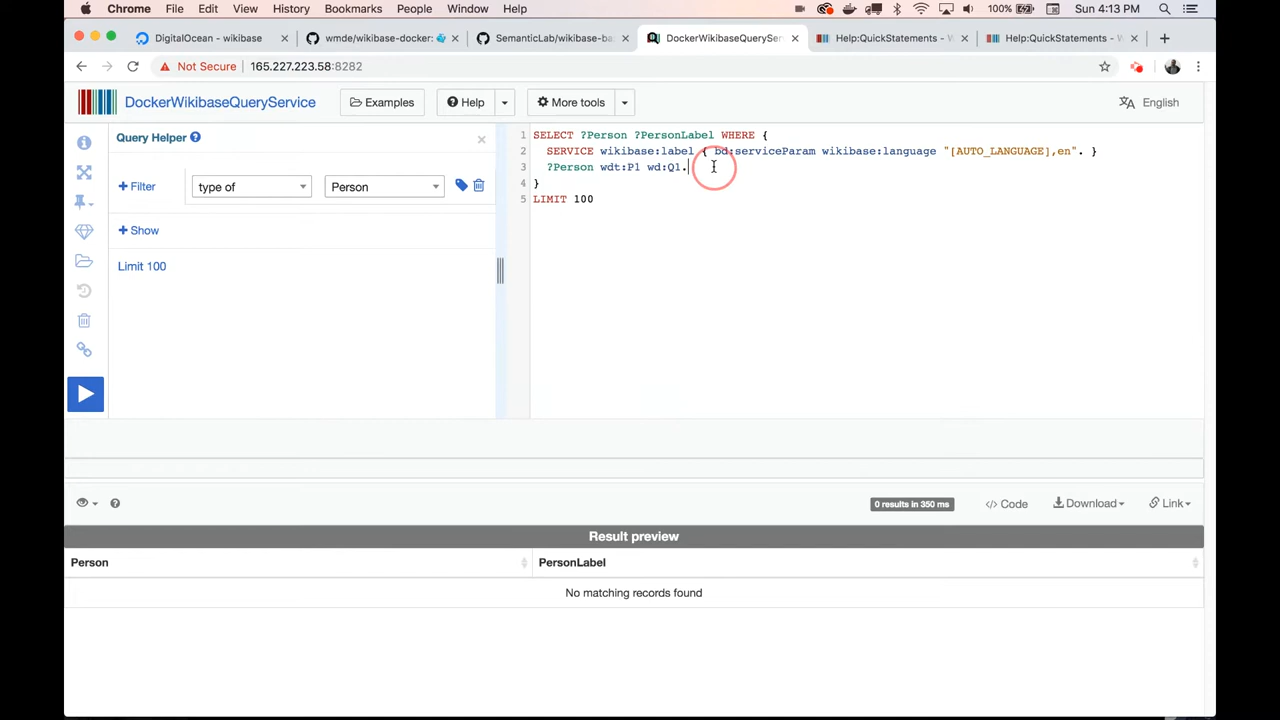 Chrome File Edit View History Bookmarks People Window Help 100% Sun 4:13 PM
DigitalOcean - wikibase wmde/wikibase-docker: SemanticLab/wikibase-ba DockerWikibaseQuerySer Help:QuickStatements - W Help:QuickStatements - W
Not Secure 165.227.223.58:8282
DockerWikibaseQueryService Examples Help More tools English
Query Helper
Filter type of Person
Show
Limit 100
1 SELECT ?Person ?PersonLabel WHERE {
2 SERVICE wikibase:label { bd:serviceParam wikibase:language "[AUTO_LANGUAGE],en". }
3 ?Person wdt:P1 wd:Q1.
4 }
5 LIMIT 100
0 results in 350 ms </> Code Download Link
Result preview
Person PersonLabel
No matching records found